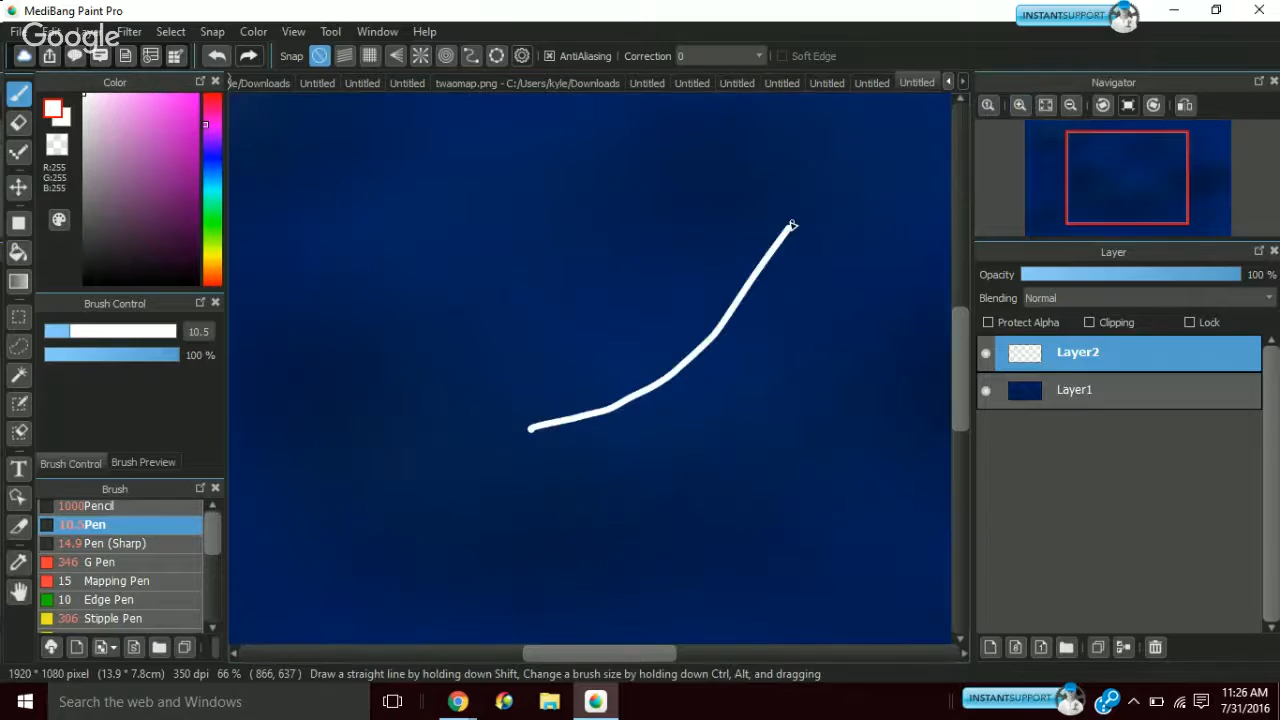 MediBang Paint Pro
INSTANTSUPPORT
File Edit Layer Filter Select Snap Color View Tool Window Help
Google
Snap AntiAliasing Correction 0 Soft Edge
Color
le/Downloads Untitled Untitled Untitled twaomap.png - C:/Users/kyle/Downloads Untitled Untitled Untitled Untitled Untitled Untitled Untitled
Navigator
R:255
G:255
B:255
Layer
Opacity 100 %
Blending Normal
Protect Alpha Clipping Lock
Layer2
Layer1
Brush Control
10.5
100 %
Brush Control Brush Preview
Brush
1000 Pencil
10.5 Pen
14.9 Pen (Sharp)
346 G Pen
15 Mapping Pen
10 Edge Pen
306 Stipple Pen
1920 * 1080 pixel (13.9 * 7.8cm) 350 dpi 66 % ( 866, 637 ) Draw a straight line by holding down Shift, Change a brush size by holding down Ctrl, Alt, and dragging
Search the web and Windows
INSTANTSUPPORT
11:26 AM
7/31/2016